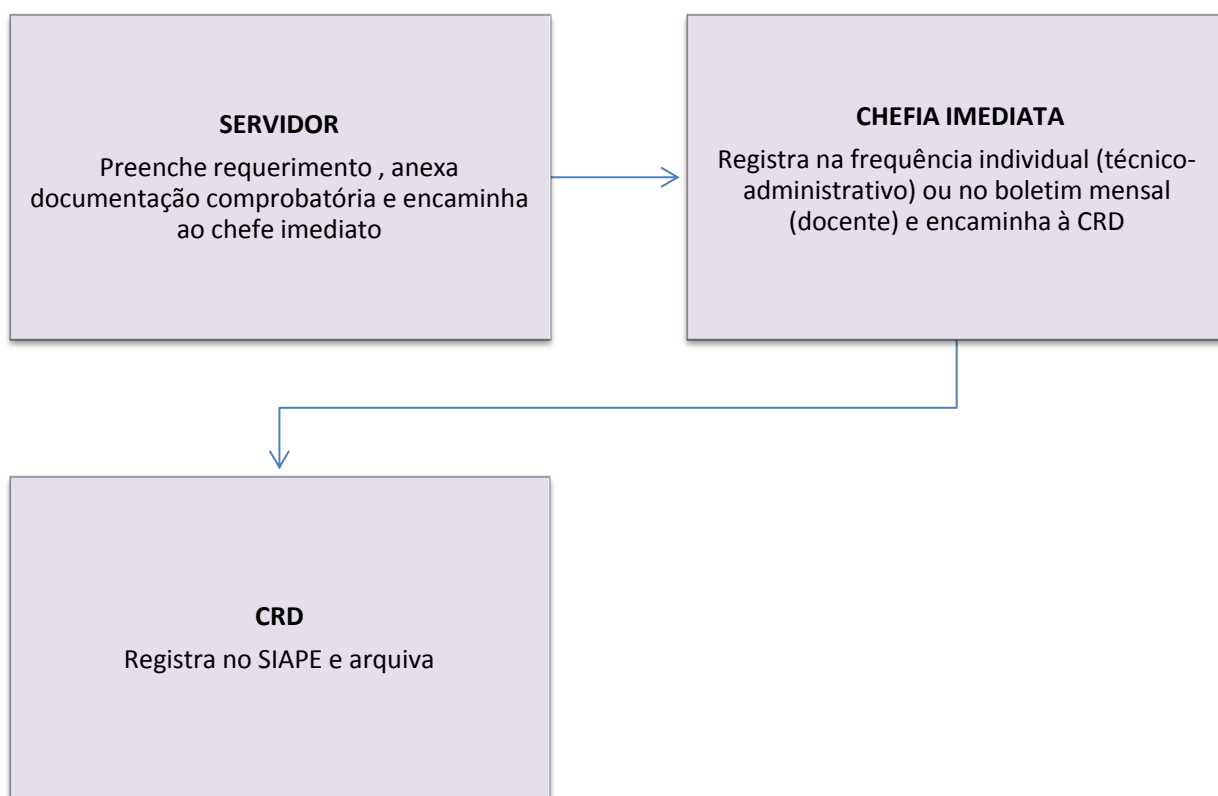 SERVIDOR
Preenche requerimento , anexa
documentação comprobatória e encaminha
ao chefe imediato
CHEFIA IMEDIATA
Registra na frequência individual (técnico-
administrativo) ou no boletim mensal
(docente) e encaminha à CRD
CRD
Registra no SIAPE e arquiva